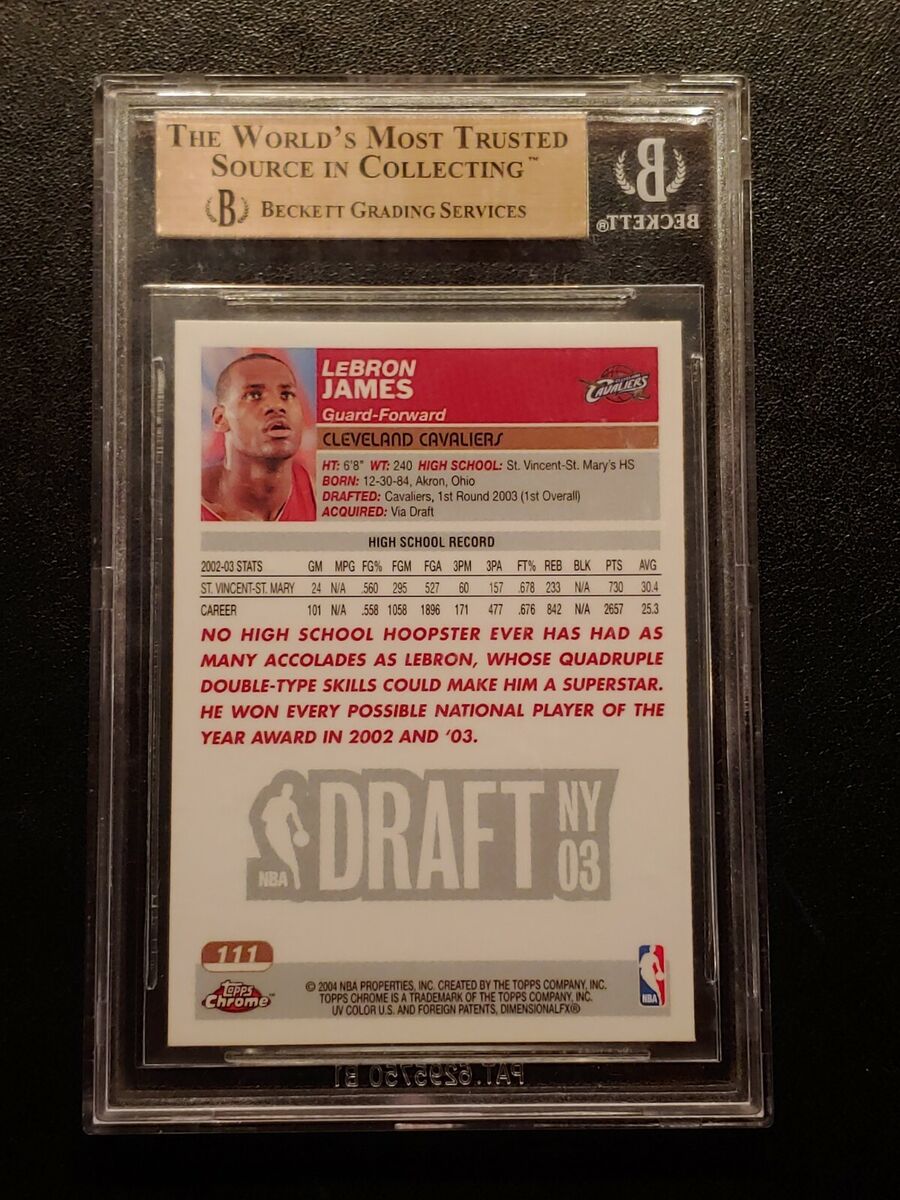 THE WORLD'S MOST TRUSTED
SOURCE IN COLLECTING™
B BECKETT GRADING SERVICES
B
BECKETT®
LEBRON
JAMES
Guard-Forward
CAVALIERS
CLEVELAND CAVALIERS
HT: 6'8" WT: 240 HIGH SCHOOL: St. Vincent-St. Mary's HS
BORN: 12-30-84, Akron, Ohio
DRAFTED: Cavaliers, 1st Round 2003 (1st Overall)
ACQUIRED: Via Draft
HIGH SCHOOL RECORD
2002-03 STATS GM MPG FG% FGM FGA 3PM 3PA FT% REB BLK PTS AVG
ST. VINCENT-ST. MARY 24 N/A .560 295 527 60 157 .678 233 N/A 730 30.4
CAREER 101 N/A .558 1058 1896 171 477 .676 842 N/A 2657 25.3
NO HIGH SCHOOL HOOPSTER EVER HAS HAD AS
MANY ACCOLADES AS LEBRON, WHOSE QUADRUPLE
DOUBLE-TYPE SKILLS COULD MAKE HIM A SUPERSTAR.
HE WON EVERY POSSIBLE NATIONAL PLAYER OF THE
YEAR AWARD IN 2002 AND '03.
NBA DRAFT NY
03
111
Topps
Chrome™
© 2004 NBA PROPERTIES, INC. CREATED BY THE TOPPS COMPANY, INC.
TOPPS CHROME IS A TRADEMARK OF THE TOPPS COMPANY, INC.
UV COLOR U.S. AND FOREIGN PATENTS, DIMENSIONALFX®
NBA
PAT. 6295750 B1